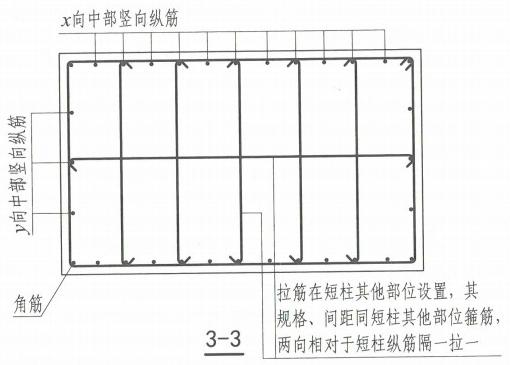 x向中部竖向纵筋
y向中部竖向纵筋
角筋
拉筋在短柱其他部位设置，其
规格、间距同短柱其他部位箍筋，
两向相对于短柱纵筋隔一拉一
3-3